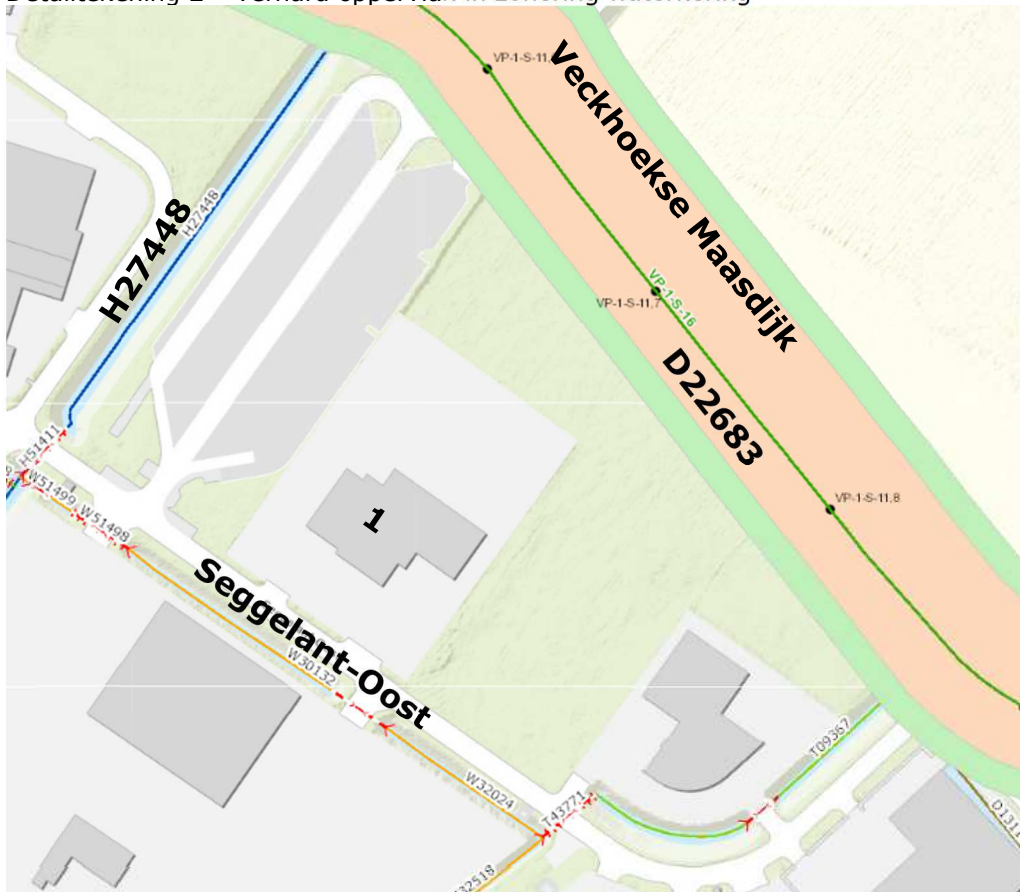 VP-1-S-11,
Veckhoekse Maasdijk
H27448
H27448
VP-1-S-16
VP-1-S-11,7
D22683
H51411
W51499
W51498
VP-1-S-11,8
1
Seggelant-Oost
W30132
W32024
T43771
T09367